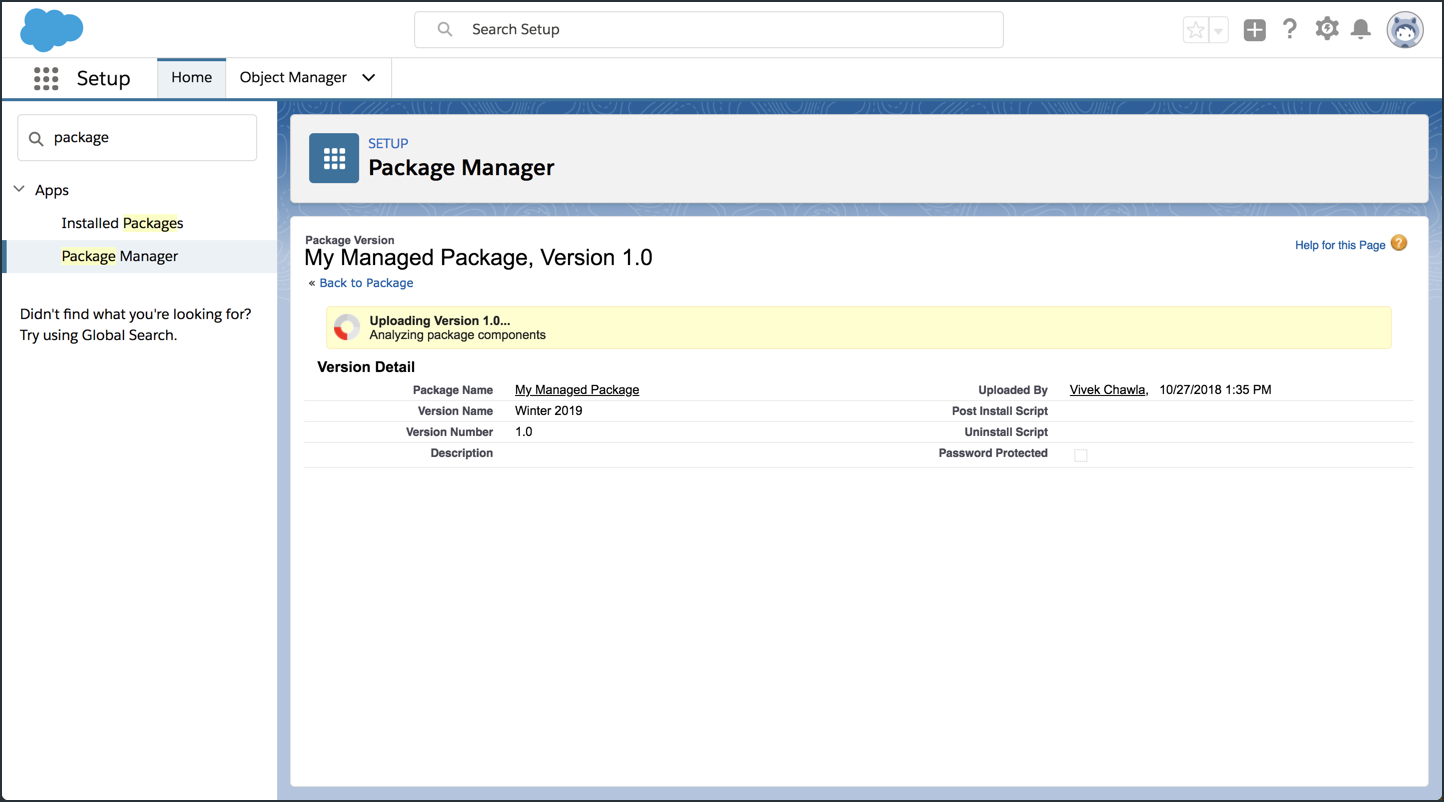 Search Setup
Setup
Home
Object Manager
package
Apps
Installed Packages
Package Manager
Didn't find what you're looking for?
Try using Global Search.
SETUP
Package Manager
Package Version
My Managed Package, Version 1.0
« Back to Package
Help for this Page
Uploading Version 1.0...
Analyzing package components
Version Detail
Package Name My Managed Package Uploaded By Vivek Chawla, 10/27/2018 1:35 PM
Version Name Winter 2019 Post Install Script
Version Number 1.0 Uninstall Script
Description Password Protected